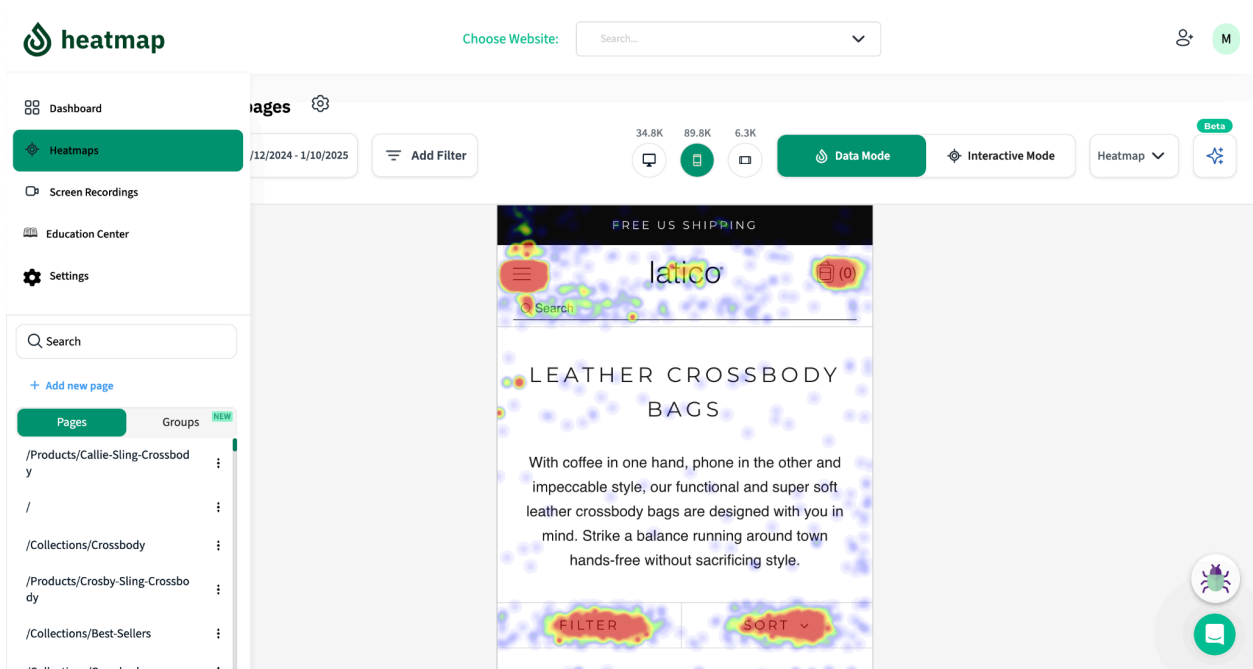 heatmap
Choose Website:
Search...
M
Dashboard
Heatmaps
Screen Recordings
Education Center
Settings
Search
+ Add new page
Pages
Groups
NEW
/Products/Callie-Sling-Crossbod
y
/
/Collections/Crossbody
/Products/Crosby-Sling-Crossbo
dy
/Collections/Best-Sellers
ages
/12/2024 - 1/10/2025
Add Filter
34.8K
89.8K
6.3K
Data Mode
Interactive Mode
Heatmap
Beta
FREE US SHIPPING
latico
(0)
Search
LEATHER CROSSBODY
BAGS
With coffee in one hand, phone in the other and
impeccable style, our functional and super soft
leather crossbody bags are designed with you in
mind. Strike a balance running around town
hands-free without sacrificing style.
FILTER
SORT